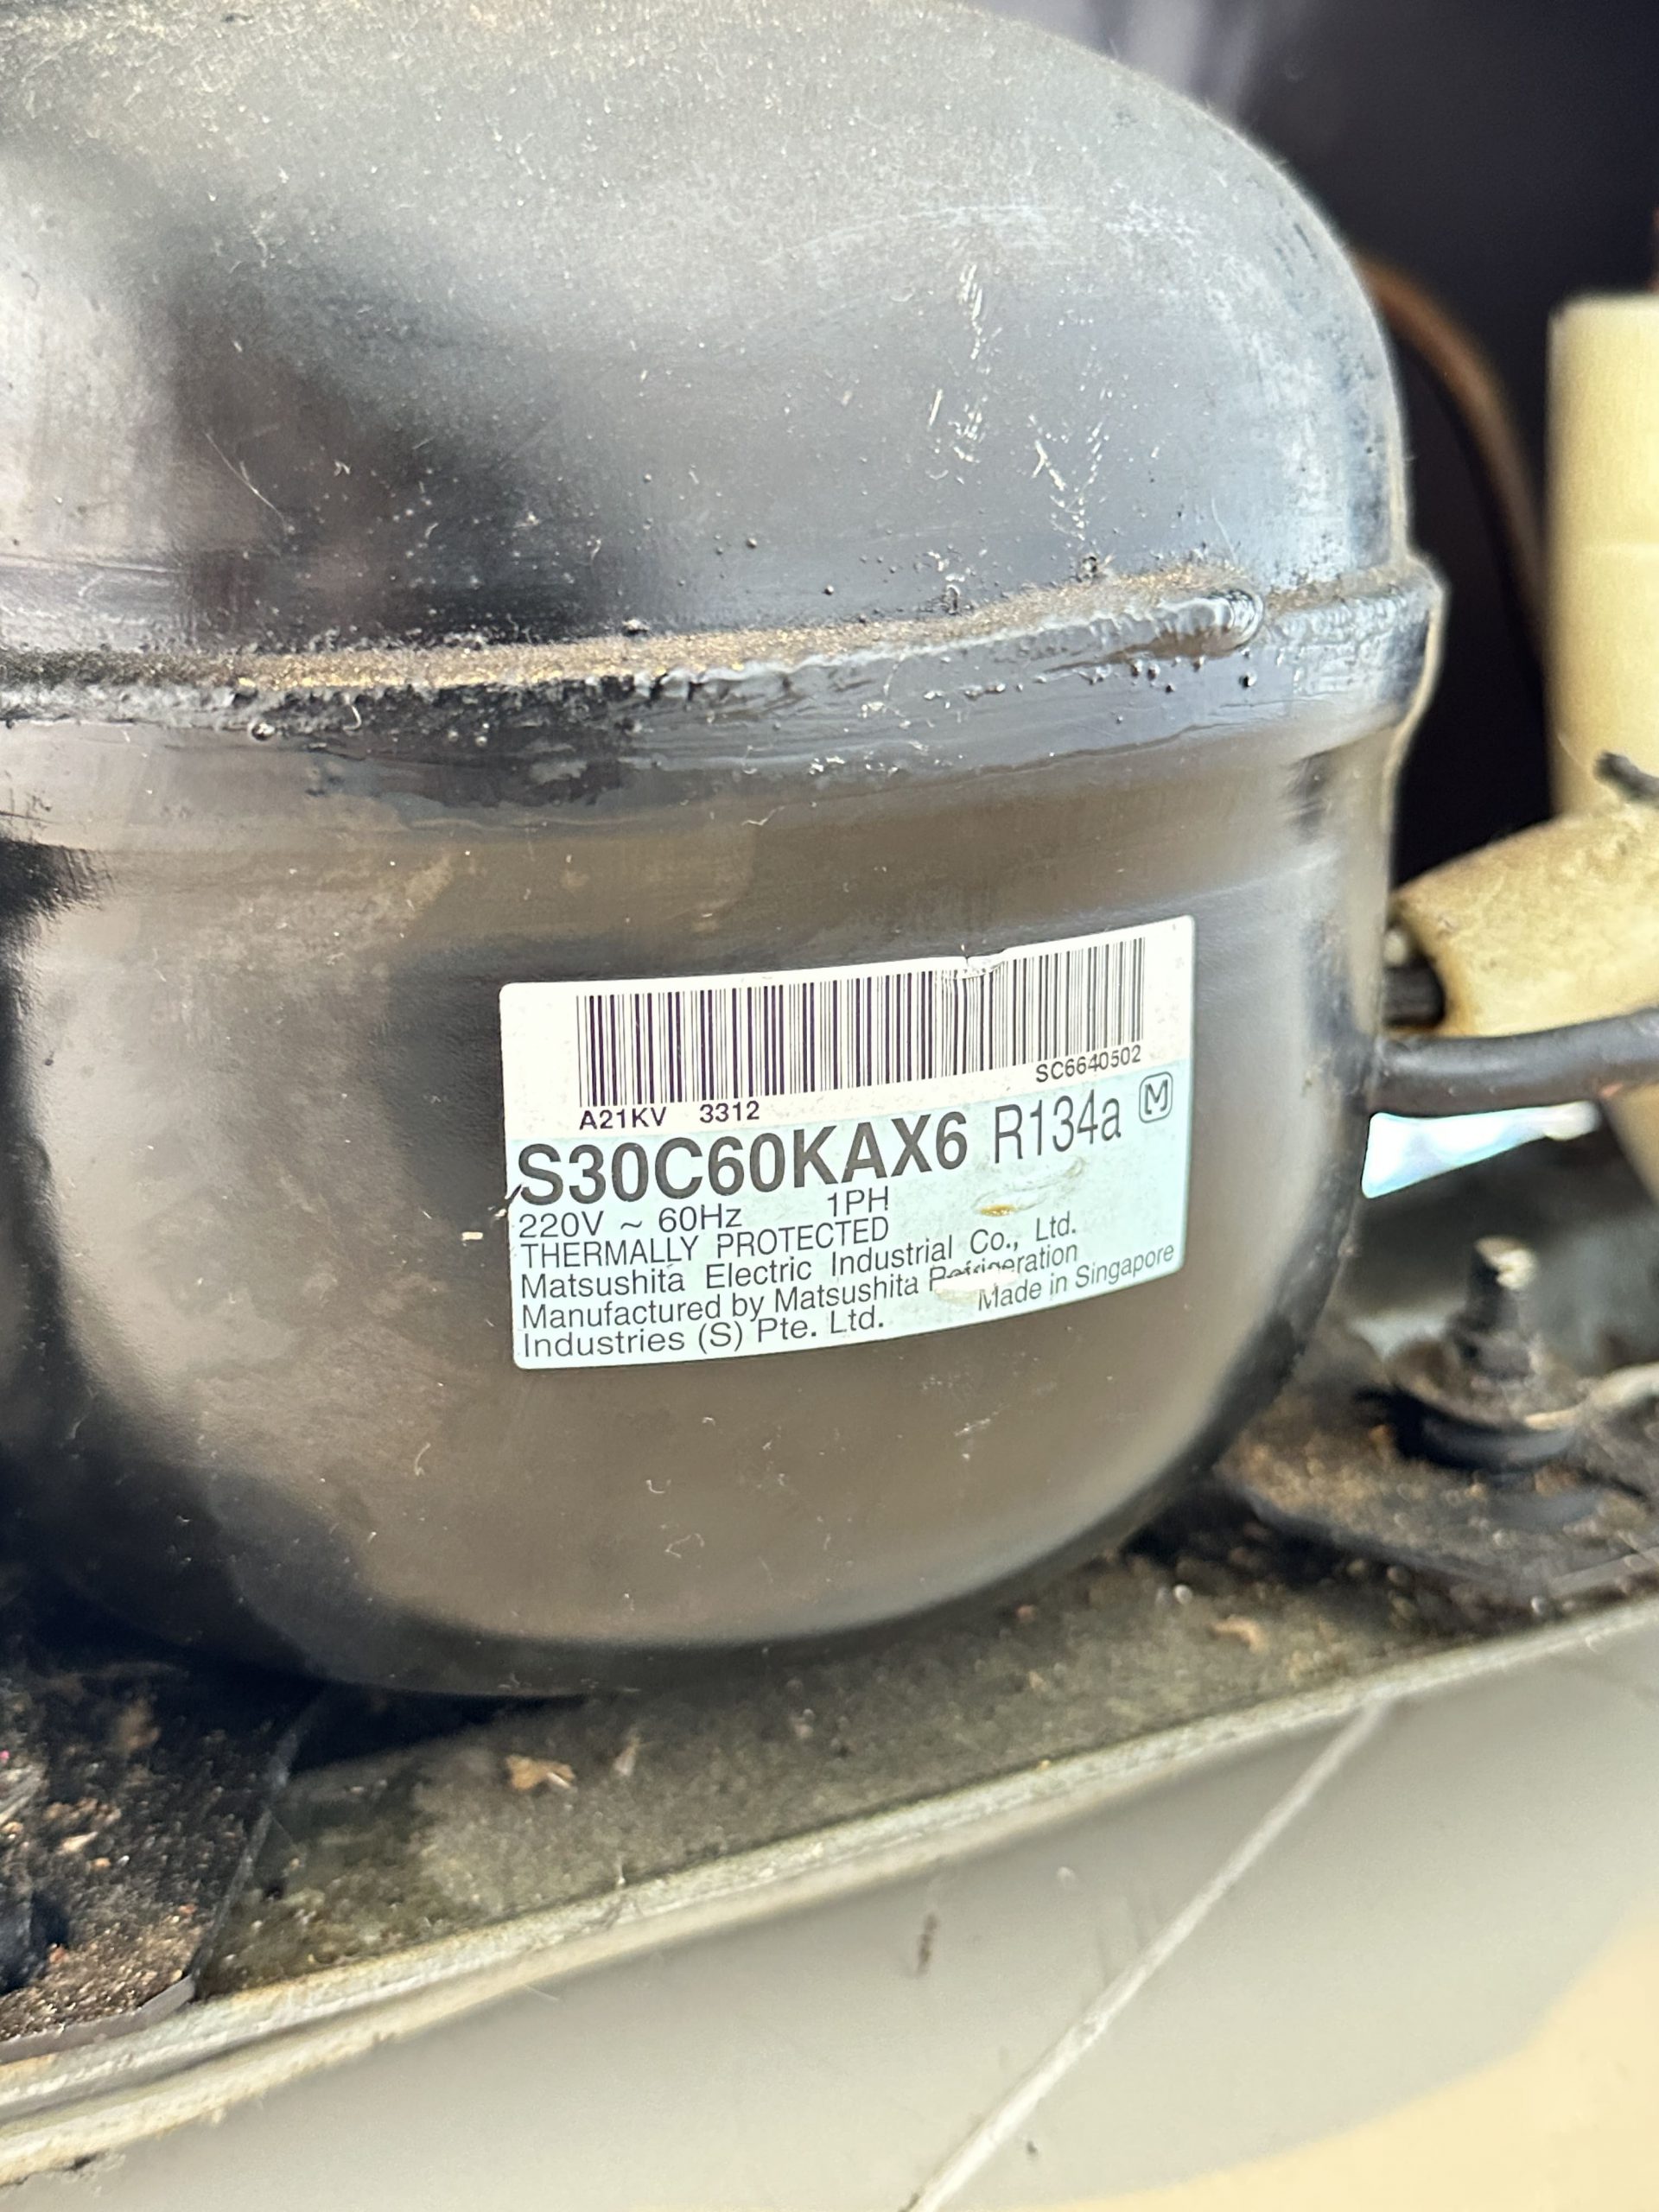 SC6640502
A21KV 3312
S30C60KAX6 R134a M
220V ~ 60Hz 1PH
THERMALLY PROTECTED
Matsushita Electric Industrial Co., Ltd.
Manufactured by Matsushita Refrigeration
Industries (S) Pte. Ltd. Made in Singapore